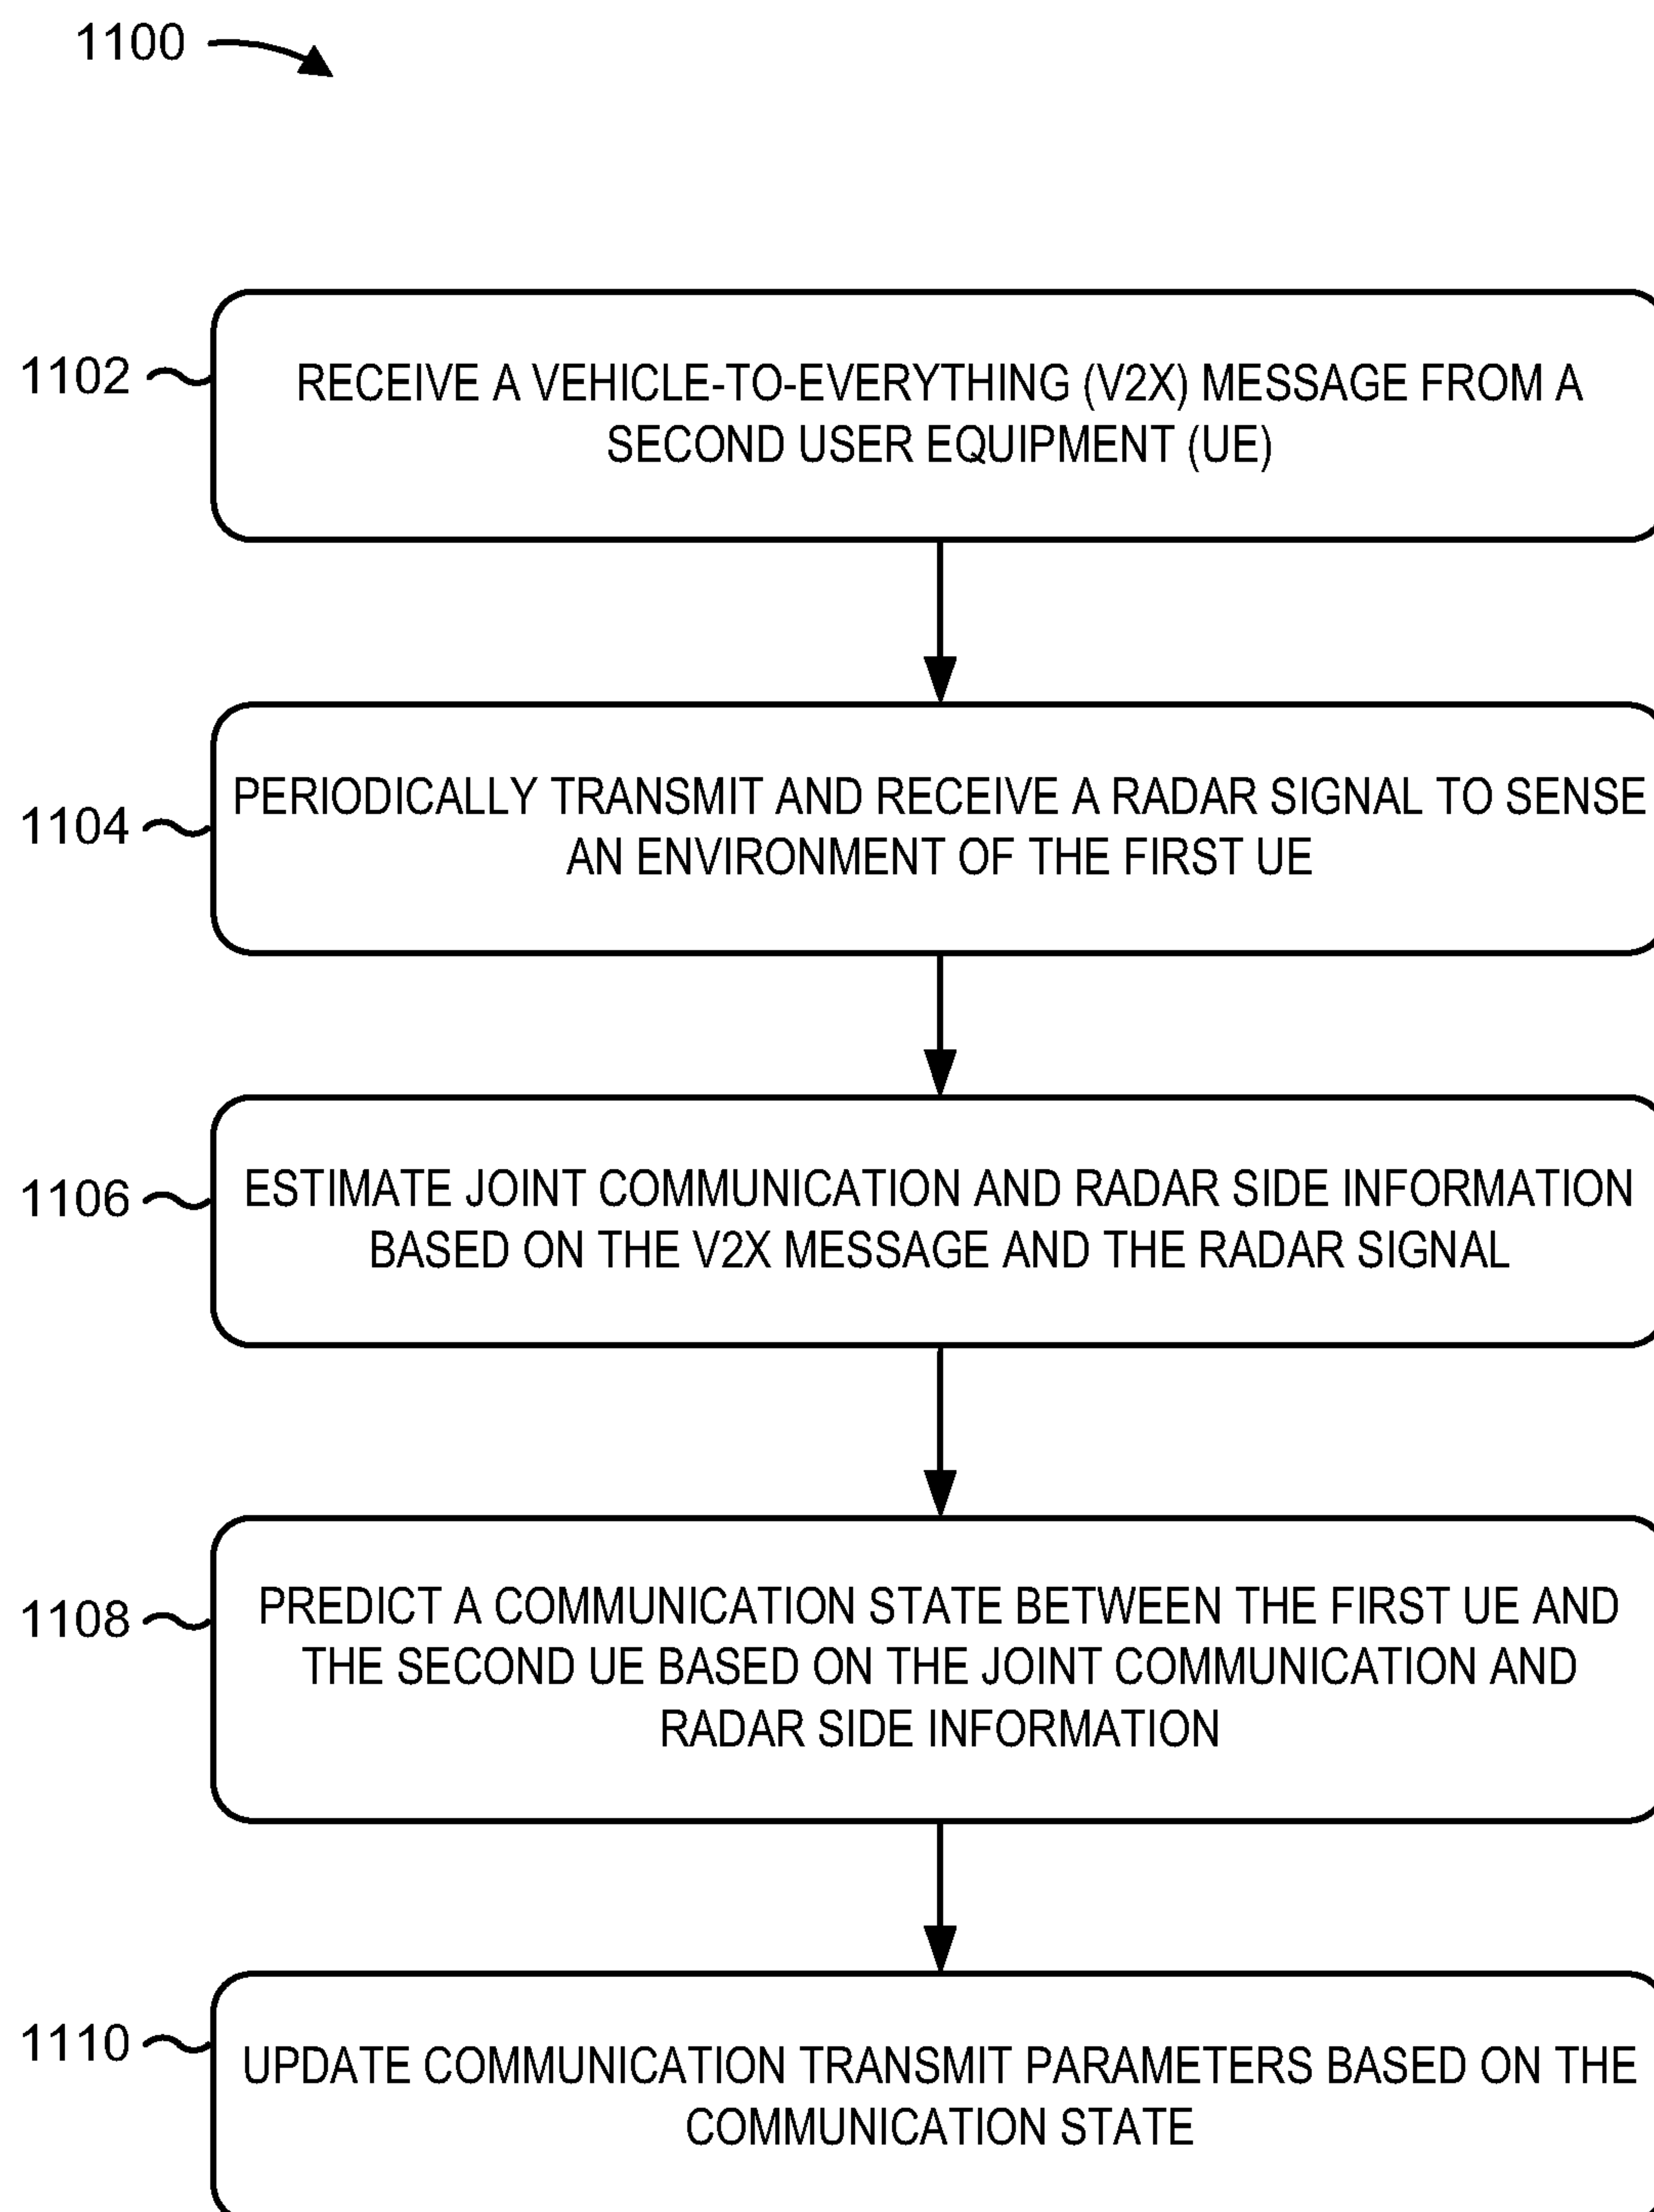 1100
1102
RECEIVE A VEHICLE-TO-EVERYTHING (V2X) MESSAGE FROM A
SECOND USER EQUIPMENT (UE)
1104
PERIODICALLY TRANSMIT AND RECEIVE A RADAR SIGNAL TO SENSE
AN ENVIRONMENT OF THE FIRST UE
1106
ESTIMATE JOINT COMMUNICATION AND RADAR SIDE INFORMATION
BASED ON THE V2X MESSAGE AND THE RADAR SIGNAL
1108
PREDICT A COMMUNICATION STATE BETWEEN THE FIRST UE AND
THE SECOND UE BASED ON THE JOINT COMMUNICATION AND
RADAR SIDE INFORMATION
1110
UPDATE COMMUNICATION TRANSMIT PARAMETERS BASED ON THE
COMMUNICATION STATE